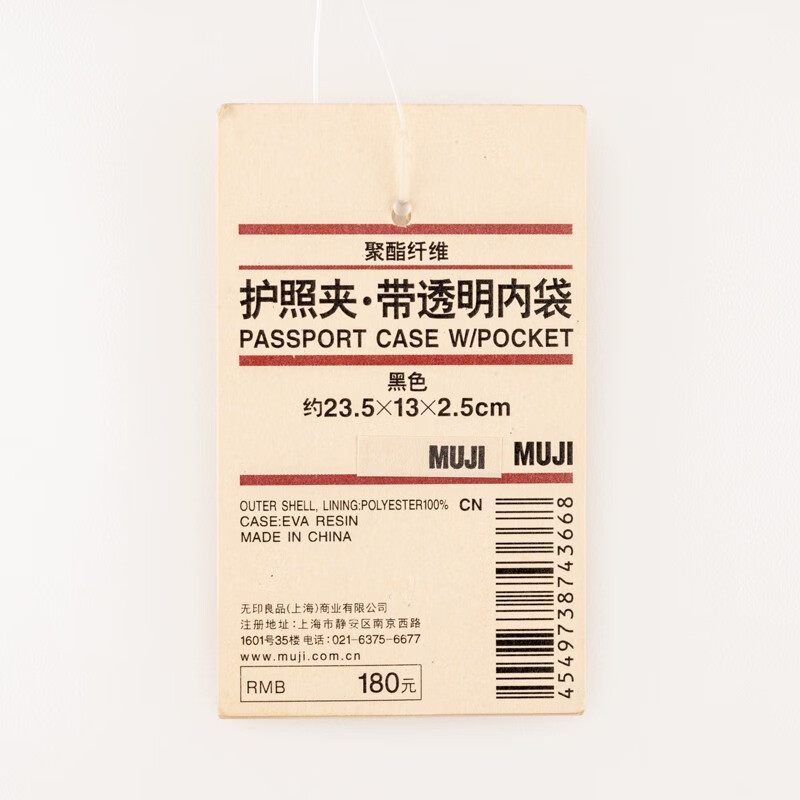 聚酯纤维
护照夹·带透明内袋
PASSPORT CASE W/POCKET
黑色
约23.5×13×2.5cm
MUJI MUJI
OUTER SHELL, LINING:POLYESTER100% CN
CASE:EVA RESIN
MADE IN CHINA
无印良品(上海)商业有限公司
注册地址:上海市静安区南京西路
1601号35楼 电话:021-6375-6677
www.muji.com.cn
RMB 180元
4549738743668